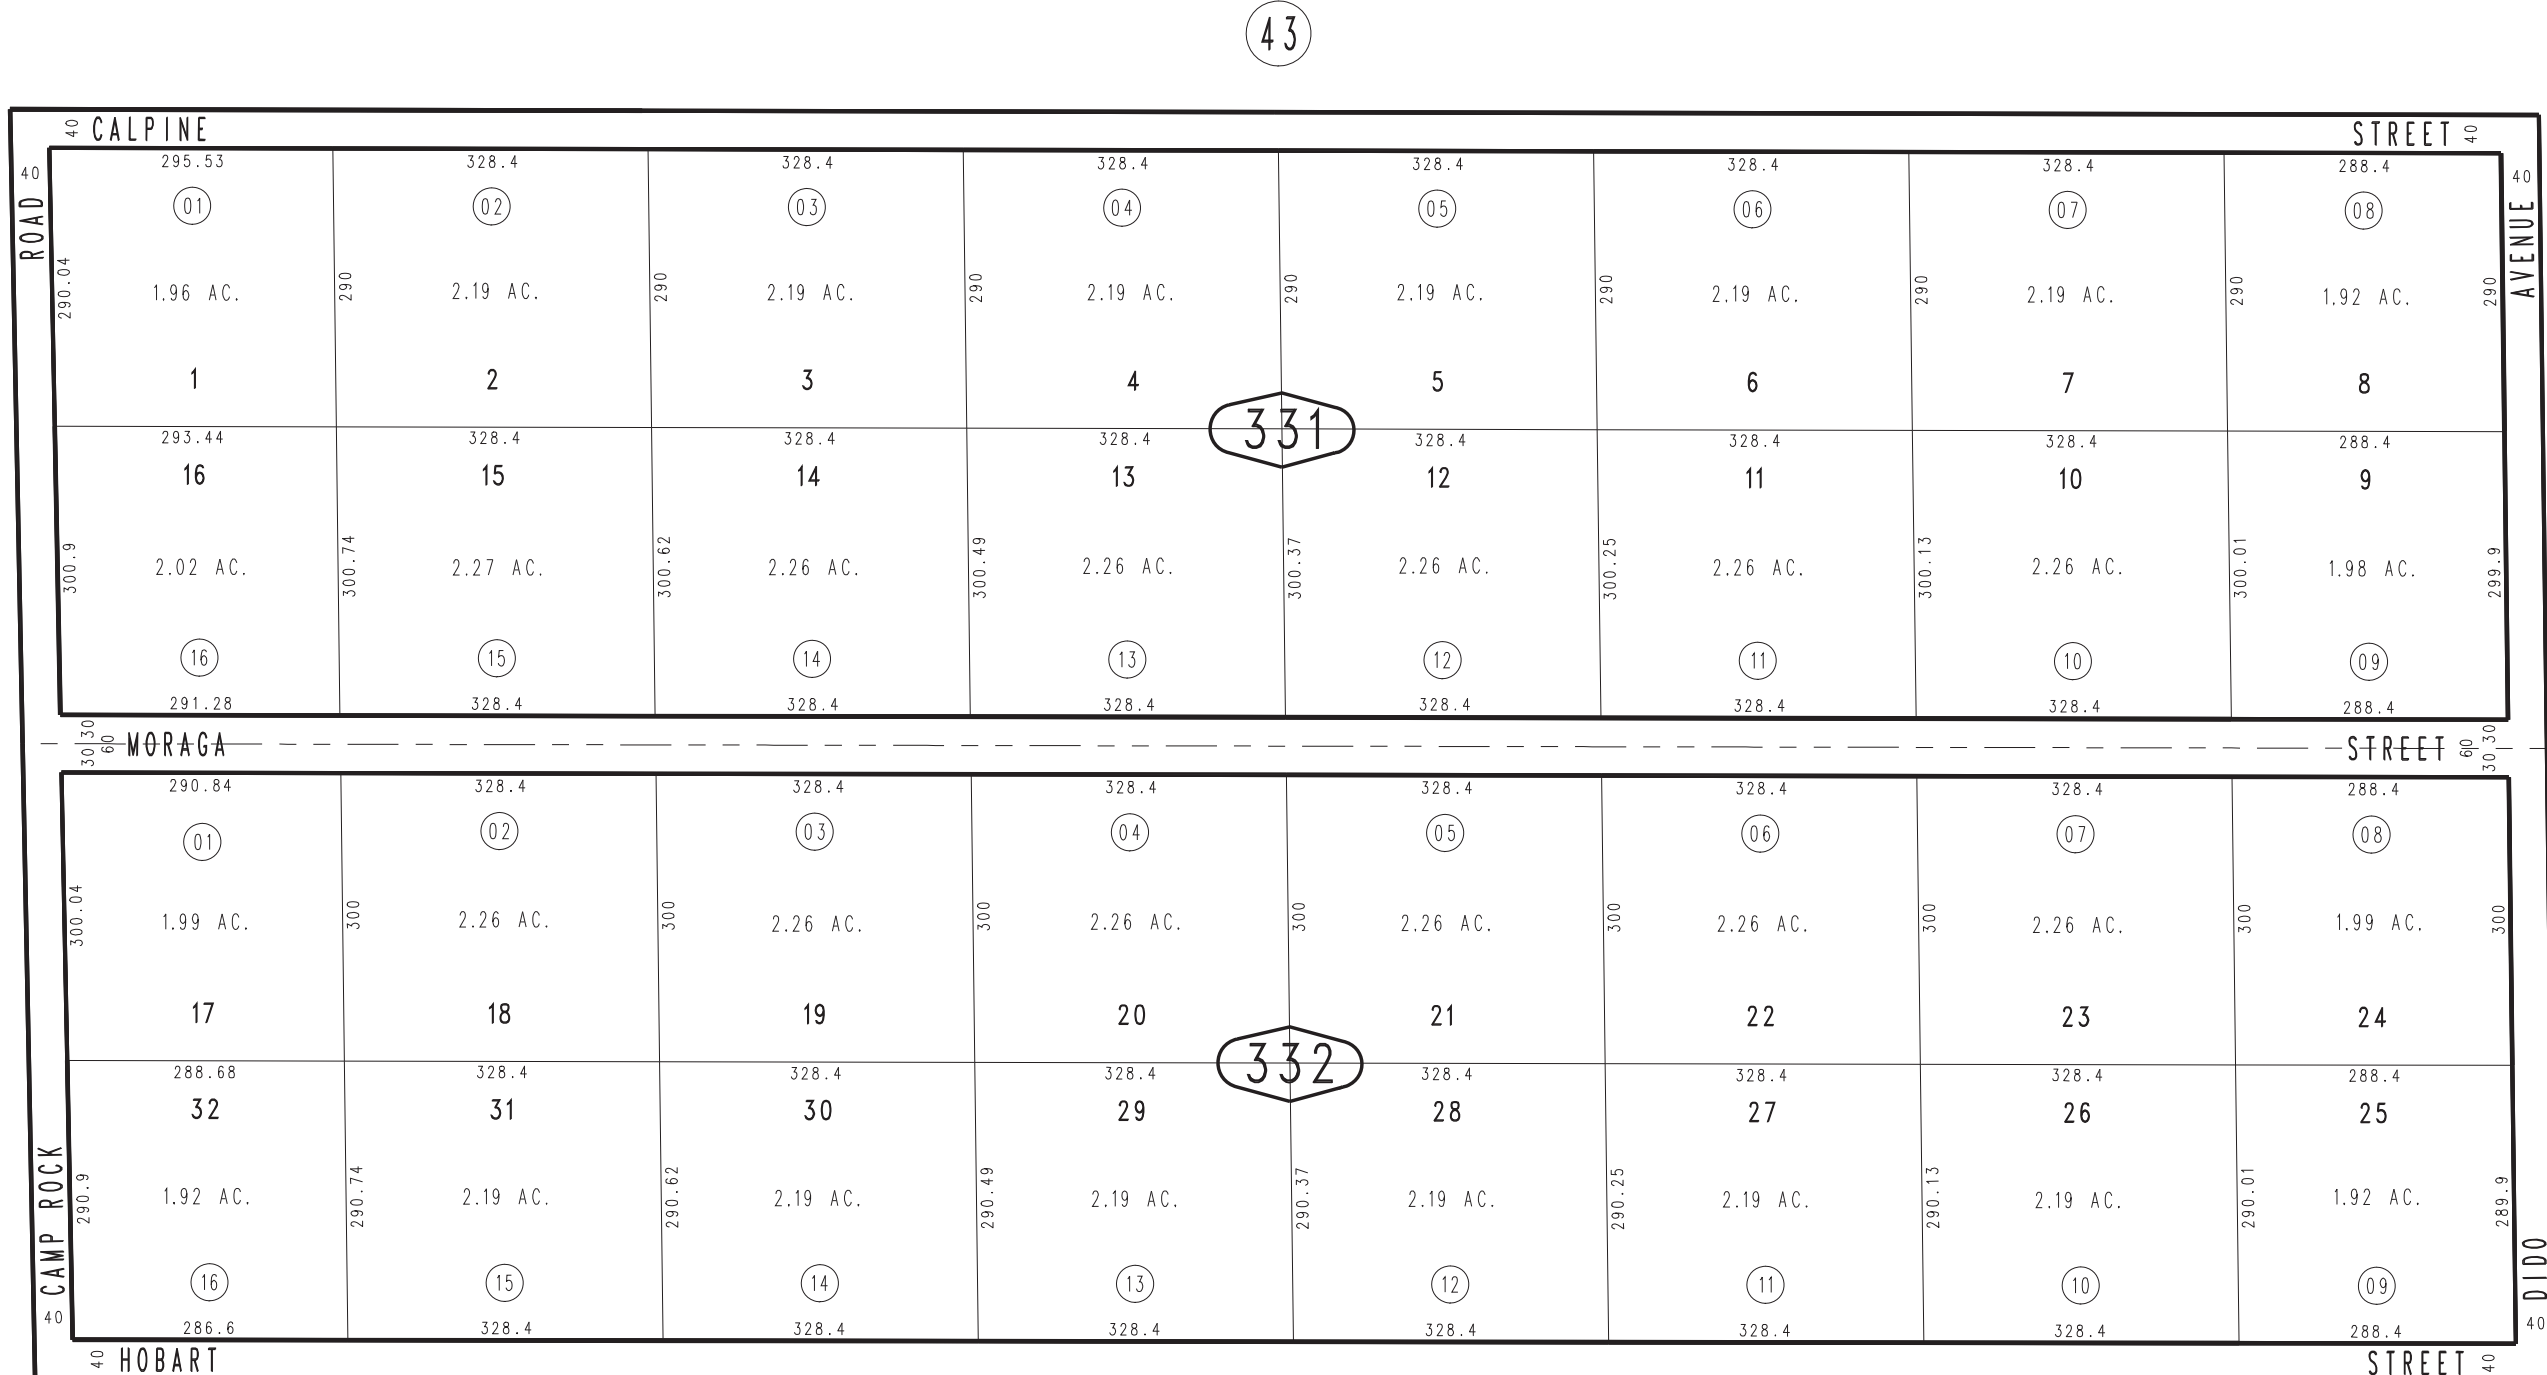 43
40 CALPINE STREET 40
40 ROAD 40 AVENUE
295.53 328.4 328.4 328.4 328.4 328.4 328.4 288.4
01 02 03 04 05 06 07 08
290.04 290 290 290 290 290 290 290 290
1.96 AC. 2.19 AC. 2.19 AC. 2.19 AC. 2.19 AC. 2.19 AC. 2.19 AC. 1.92 AC.
1 2 3 4 5 6 7 8
331
293.44 328.4 328.4 328.4 328.4 328.4 328.4 288.4
16 15 14 13 12 11 10 9
300.9 300.74 300.62 300.49 300.37 300.25 300.13 300.01 299.9
2.02 AC. 2.27 AC. 2.26 AC. 2.26 AC. 2.26 AC. 2.26 AC. 2.26 AC. 1.98 AC.
16 15 14 13 12 11 10 09
291.28 328.4 328.4 328.4 328.4 328.4 328.4 288.4
30 30 60 MORAGA STREET 60 30 30
290.84 328.4 328.4 328.4 328.4 328.4 328.4 288.4
01 02 03 04 05 06 07 08
300.04 300 300 300 300 300 300 300 300
1.99 AC. 2.26 AC. 2.26 AC. 2.26 AC. 2.26 AC. 2.26 AC. 2.26 AC. 1.99 AC.
17 18 19 20 21 22 23 24
332
288.68 328.4 328.4 328.4 328.4 328.4 328.4 288.4
32 31 30 29 28 27 26 25
290.9 290.74 290.62 290.49 290.37 290.25 290.13 290.01 289.9
1.92 AC. 2.19 AC. 2.19 AC. 2.19 AC. 2.19 AC. 2.19 AC. 2.19 AC. 1.92 AC.
16 15 14 13 12 11 10 09
CAMP ROCK 40 DIDO 40
286.6 328.4 328.4 328.4 328.4 328.4 328.4 288.4
40 HOBART STREET 40